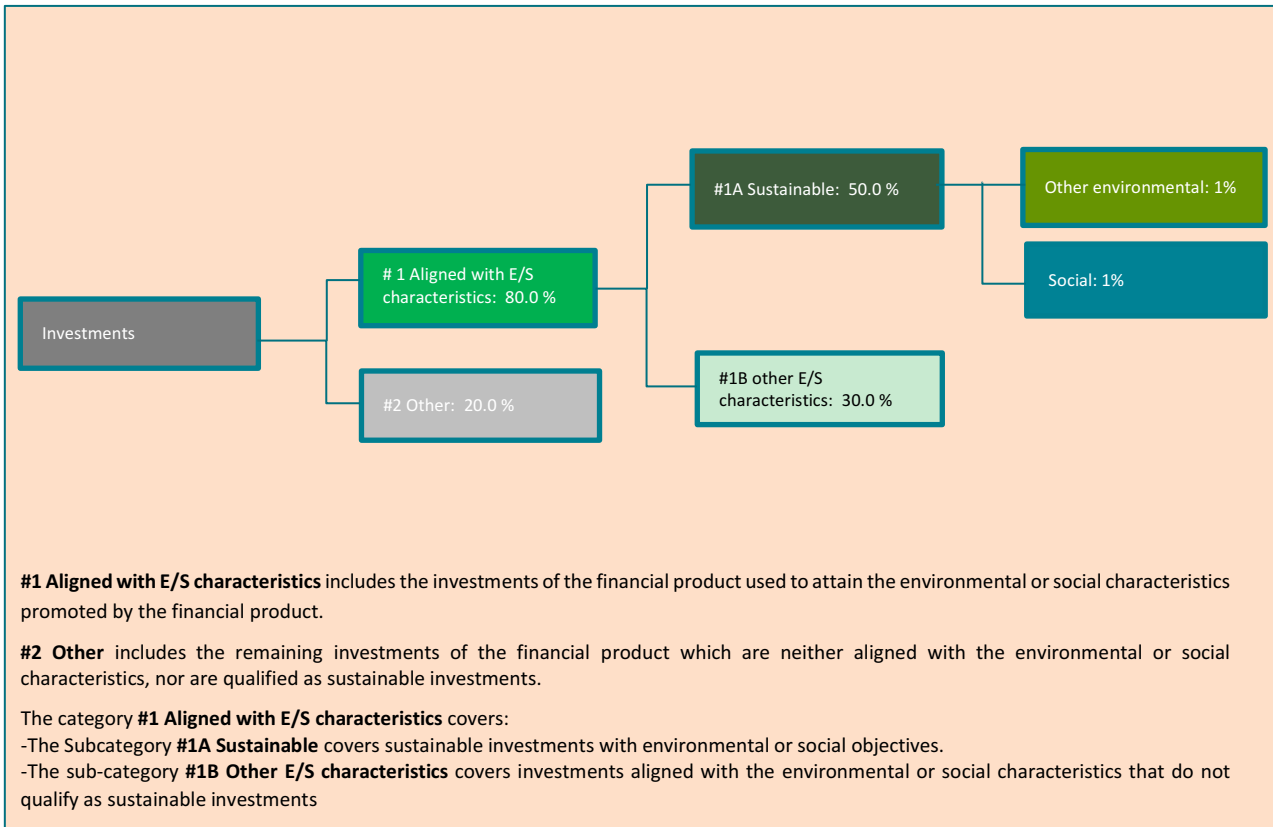 #1A Sustainable:  50.0 %
Other environmental: 1%
# 1 Aligned with E/S
characteristics:  80.0 %
Social: 1%
Investments
#1B other E/S
characteristics:  30.0 %
#2 Other:  20.0 %
#1 Aligned with E/S characteristics includes the investments of the financial product used to attain the environmental or social characteristics
promoted by the financial product.
#2 Other includes the remaining investments of the financial product which are neither aligned with the environmental or social
characteristics, nor are qualified as sustainable investments.
The category #1 Aligned with E/S characteristics covers:
-The Subcategory #1A Sustainable covers sustainable investments with environmental or social objectives.
-The sub-category #1B Other E/S characteristics covers investments aligned with the environmental or social characteristics that do not
qualify as sustainable investments